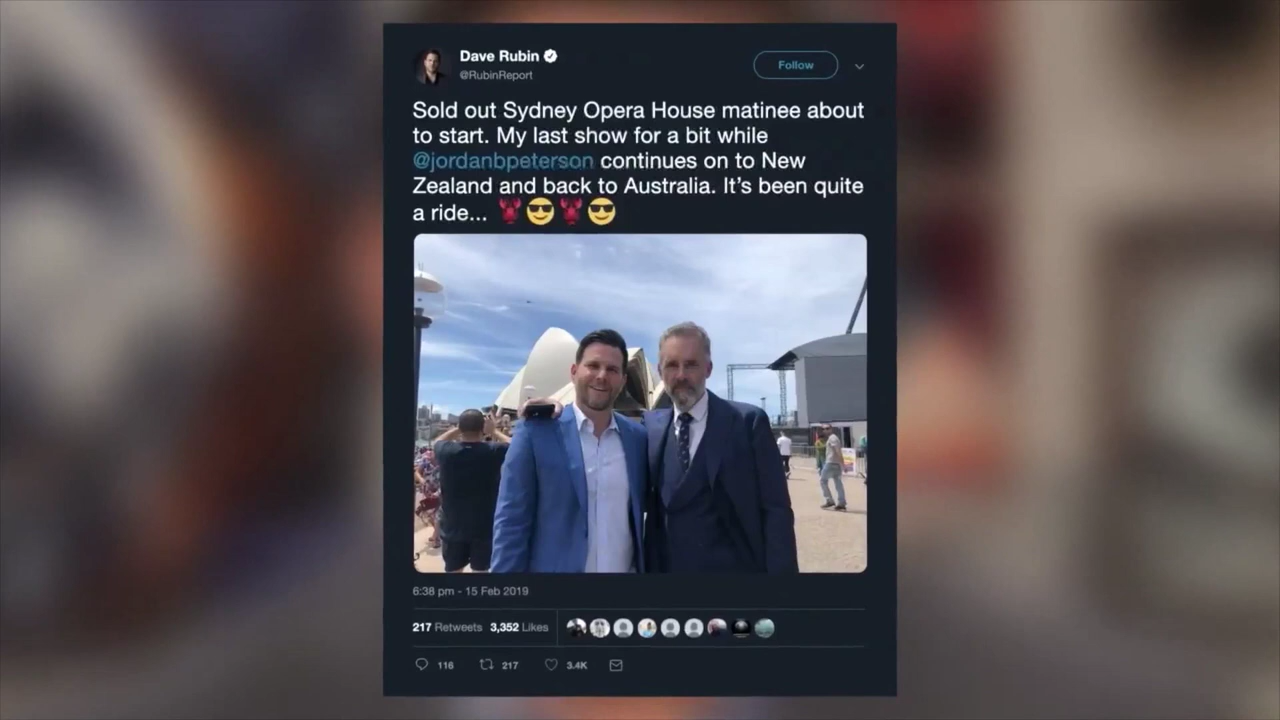 Dave Rubin
@RubinReport
Follow
Sold out Sydney Opera House matinee about
to start. My last show for a bit while
@jordanbpeterson continues on to New
Zealand and back to Australia. It’s been quite
a ride... 🦞😎🦞😎
6:38 pm - 15 Feb 2019
217 Retweets 3,352 Likes
116 217 3.4K